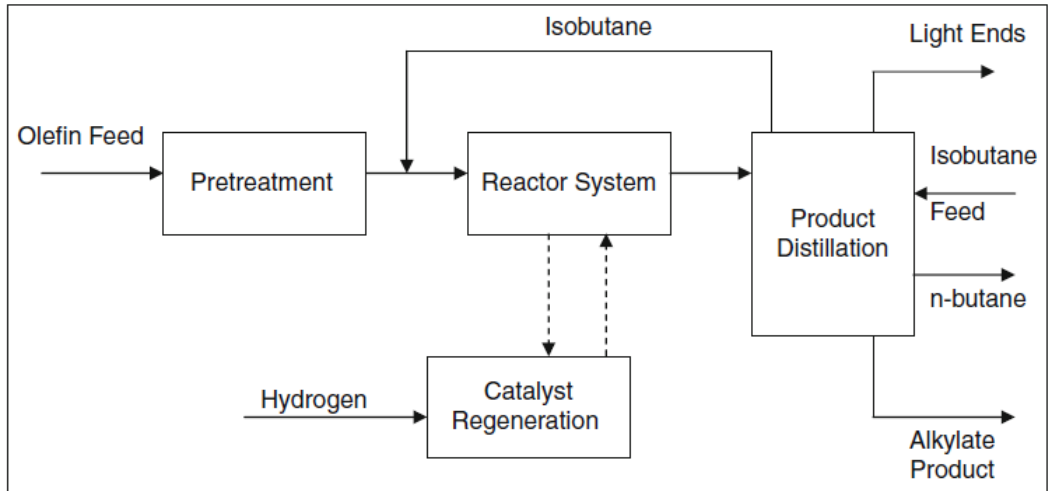 Isobutane
Light Ends
Olefin Feed
Pretreatment
Reactor System
Isobutane
Feed
Product
Distillation
n-butane
Hydrogen
Catalyst
Regeneration
Alkylate
Product